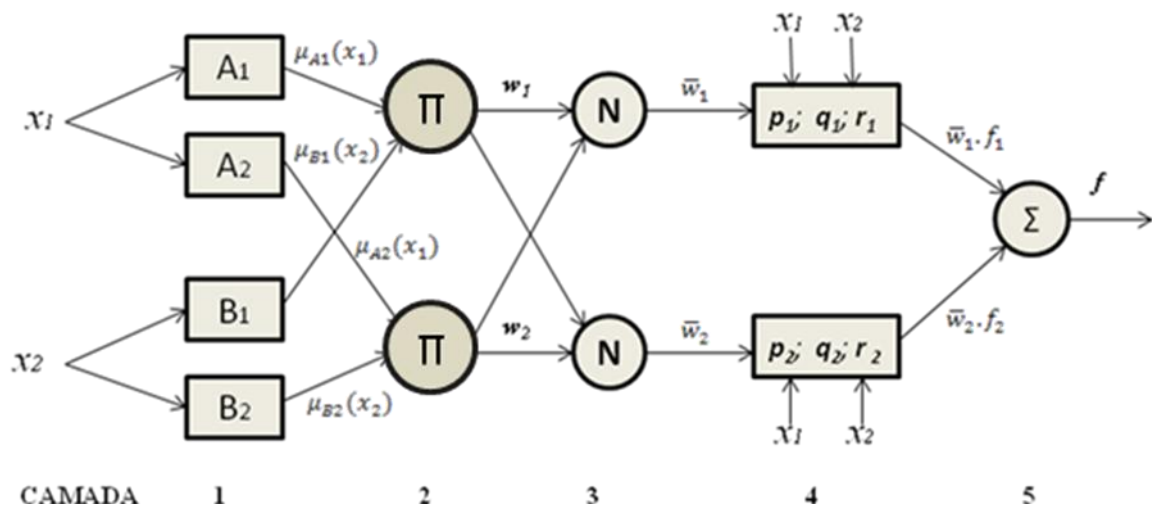 x1
A1
A2
μA1(x1)
μB1(x2)
μA2(x1)
x2
B1
B2
μB2(x2)
Π
Π
w1
w2
N
N
w̅1
w̅2
x1 x2
p1; q1; r1
p2; q2; r2
x1 x2
w̅1.f1
w̅2.f2
Σ
f
CAMADA 1 2 3 4 5